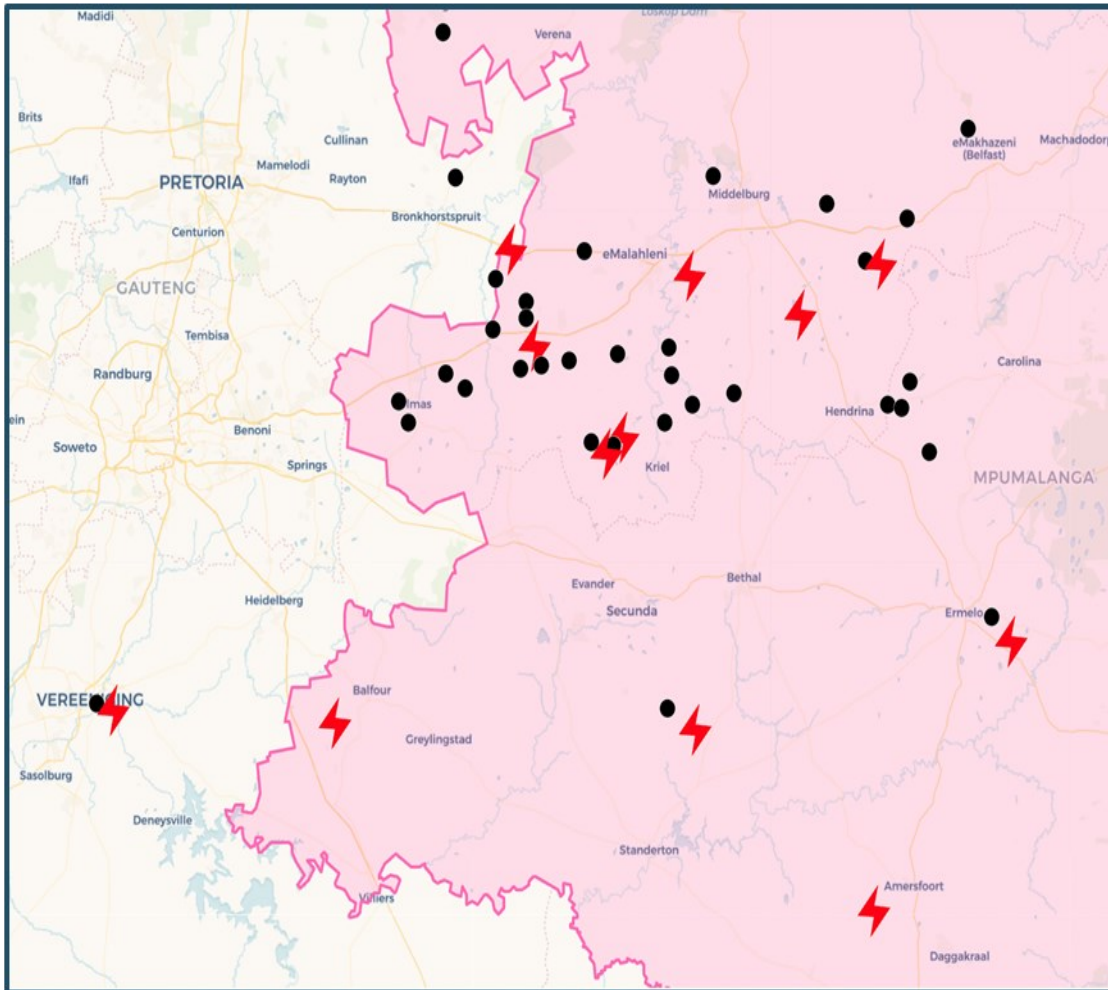 Madidi
Loskop Dam
Verena
Brits
Cullinan
eMakhazeni
(Belfast)
Machadodorp
Mamelodi
Ifafi
PRETORIA
Rayton
Middelburg
Bronkhorstspruit
Centurion
eMalahleni
GAUTENG
Tembisa
Carolina
Randburg
Hendrina
Benoni
Soweto
Springs
Kriel
MPUMALANGA
Evander
Bethal
Heidelberg
Secunda
Ermelo
Balfour
VEREENIGING
Greylingstad
Sasolburg
Deneysville
Standerton
Amersfoort
Villiers
Daggakraal